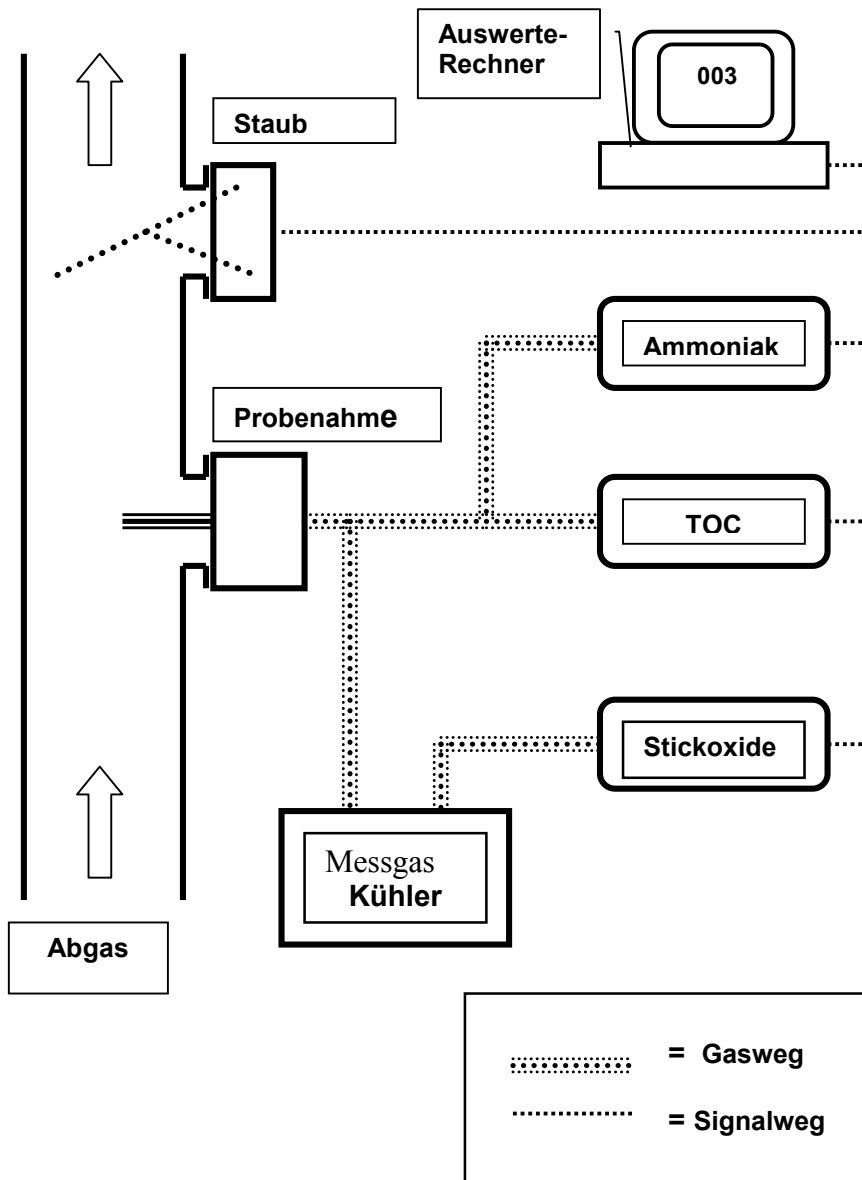 Auswerte-
Rechner
003
Staub
Ammoniak
Probenahme
TOC
Stickoxide
Messgas
Kühler
Abgas
= Gasweg
= Signalweg